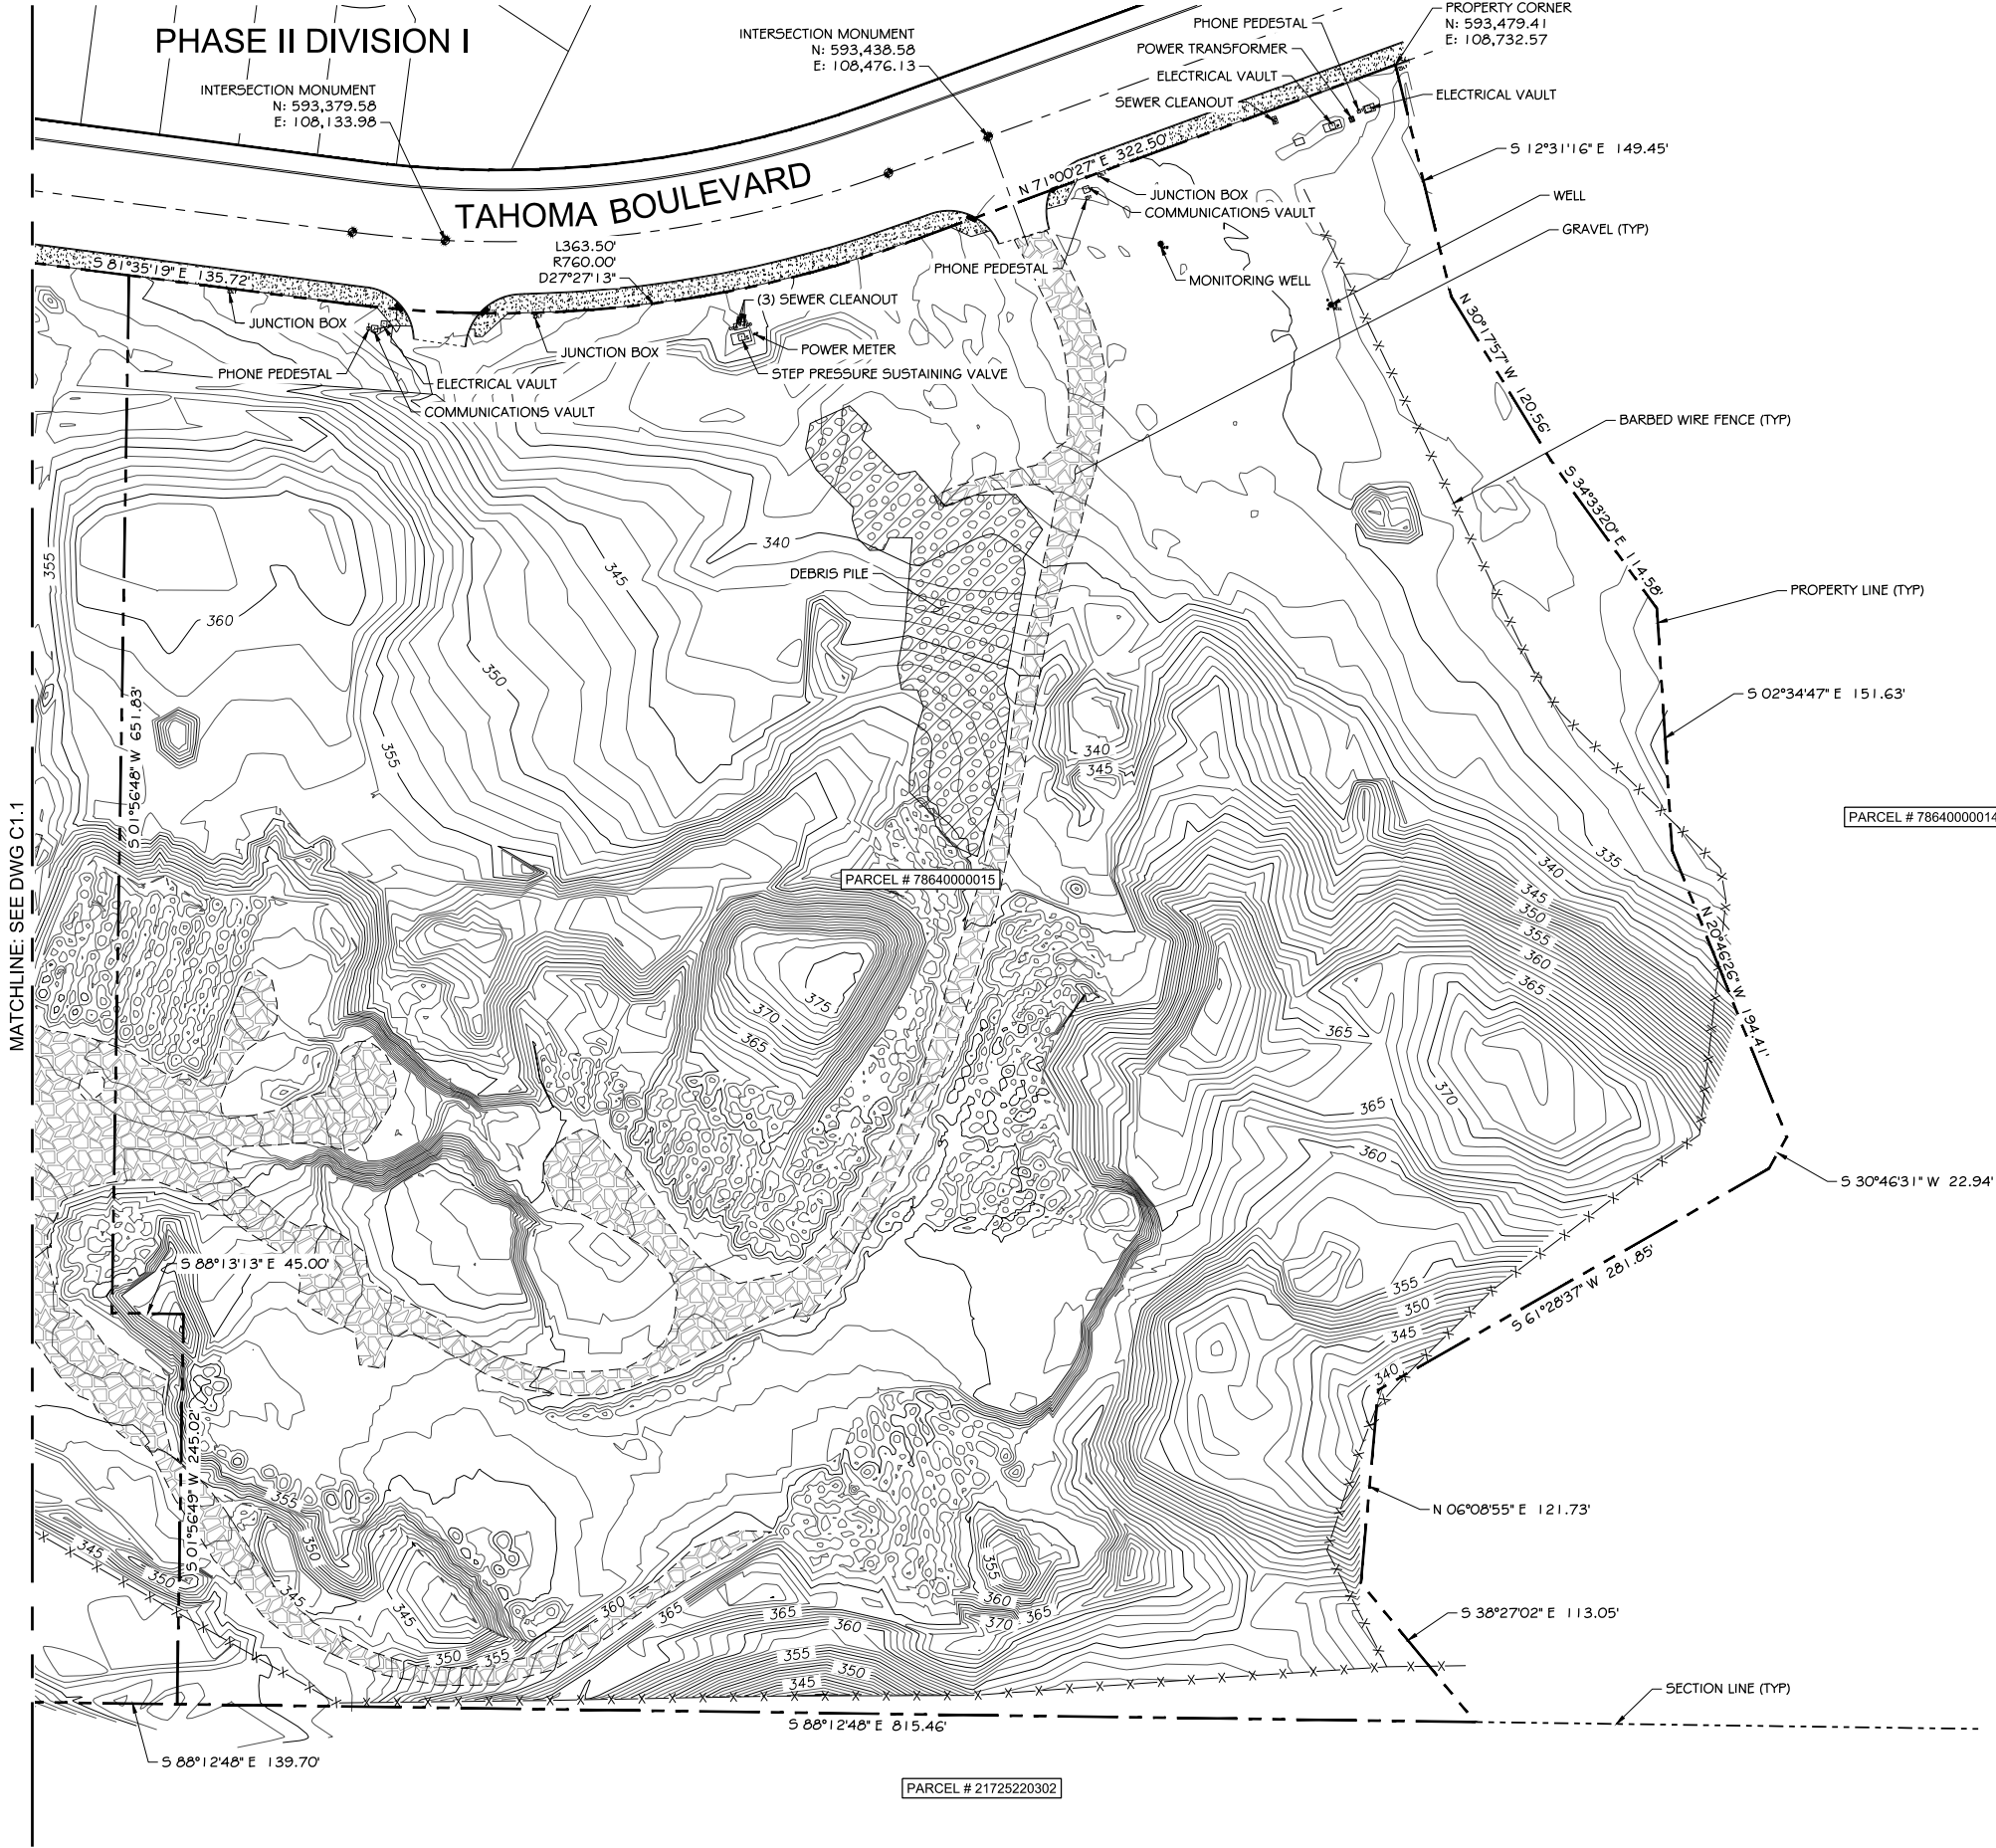 PHASE II DIVISION I
INTERSECTION MONUMENT
N: 593,379.58
E: 108,133.98
INTERSECTION MONUMENT
N: 593,438.58
E: 108,476.13
PROPERTY CORNER
N: 593,479.41
E: 108,732.57
PHONE PEDESTAL
POWER TRANSFORMER
ELECTRICAL VAULT
SEWER CLEANOUT
ELECTRICAL VAULT
S 12°31'16" E 149.45'
WELL
GRAVEL (TYP)
TAHOMA BOULEVARD
N 71°00'27" E 322.50'
JUNCTION BOX
COMMUNICATIONS VAULT
PHONE PEDESTAL
MONITORING WELL
L363.50'
R760.00'
D27°27'13"
S 81°35'19" E 135.72'
(3) SEWER CLEANOUT
JUNCTION BOX
JUNCTION BOX
POWER METER
PHONE PEDESTAL
STEP PRESSURE SUSTAINING VALVE
ELECTRICAL VAULT
COMMUNICATIONS VAULT
N 30°17'57" W 120.56'
BARBED WIRE FENCE (TYP)
S 34°33'20" E 114.58'
PROPERTY LINE (TYP)
S 02°34'47" E 151.63'
355
340
345
DEBRIS PILE
360
350
355
S 01°56'48" W 651.83'
340
345
MATCHLINE: SEE DWG C1.1
PARCEL # 78640000014
PARCEL # 78640000015
335
340
345
350
355
360
365
N 20°46'26" W 194.41'
375
370
365
365
370
365
360
S 30°46'31" W 22.94'
S 88°13'13" E 45.00'
355
350
345
S 61°28'37" W 281.85'
340
S 01°56'49" W 245.02'
355
350
345
345
350
345
N 06°08'55" E 121.73'
355
360
370
365
360
365
365
360
S 38°27'02" E 113.05'
350
355
355
350
345
SECTION LINE (TYP)
S 88°12'48" E 815.46'
S 88°12'48" E 139.70'
PARCEL # 21725220302